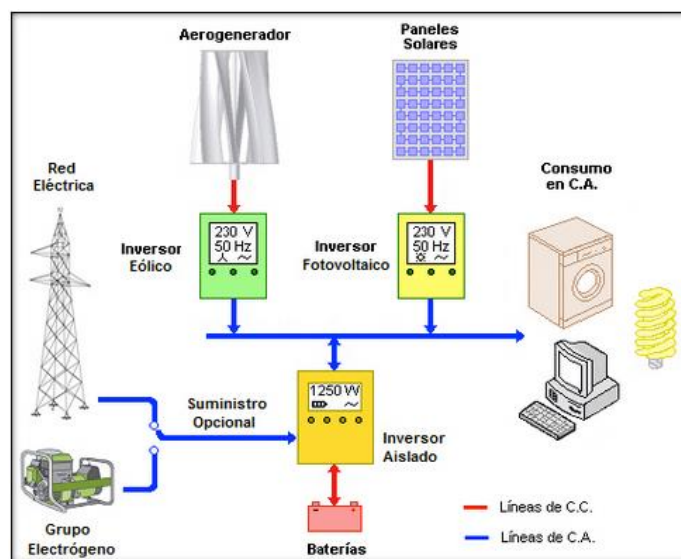 Aerogenerador
Paneles
Solares
Red
Eléctrica
Consumo
en C.A.
Inversor
Eólico
230 V
50 Hz
Inversor
Fotovoltaico
230 V
50 Hz
Suministro
Opcional
1250 W
Inversor
Aislado
Grupo
Electrógeno
Baterías
Líneas de C.C.
Líneas de C.A.